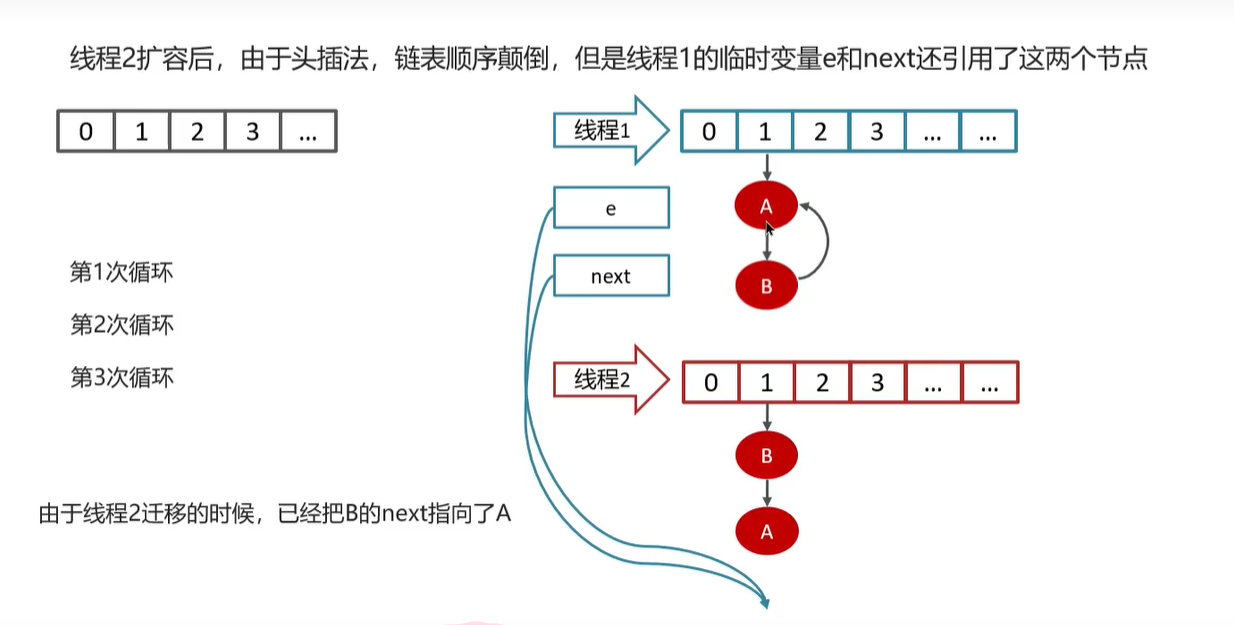 线程2扩容后，由于头插法，链表顺序颠倒，但是线程1的临时变量e和next还引用了这两个节点
0 1 2 3 ...
线程1
0 1 2 3 ... ...
e
A
next
B
第1次循环
第2次循环
第3次循环
线程2
0 1 2 3 ... ...
B
由于线程2迁移的时候，已经把B的next指向了A
A